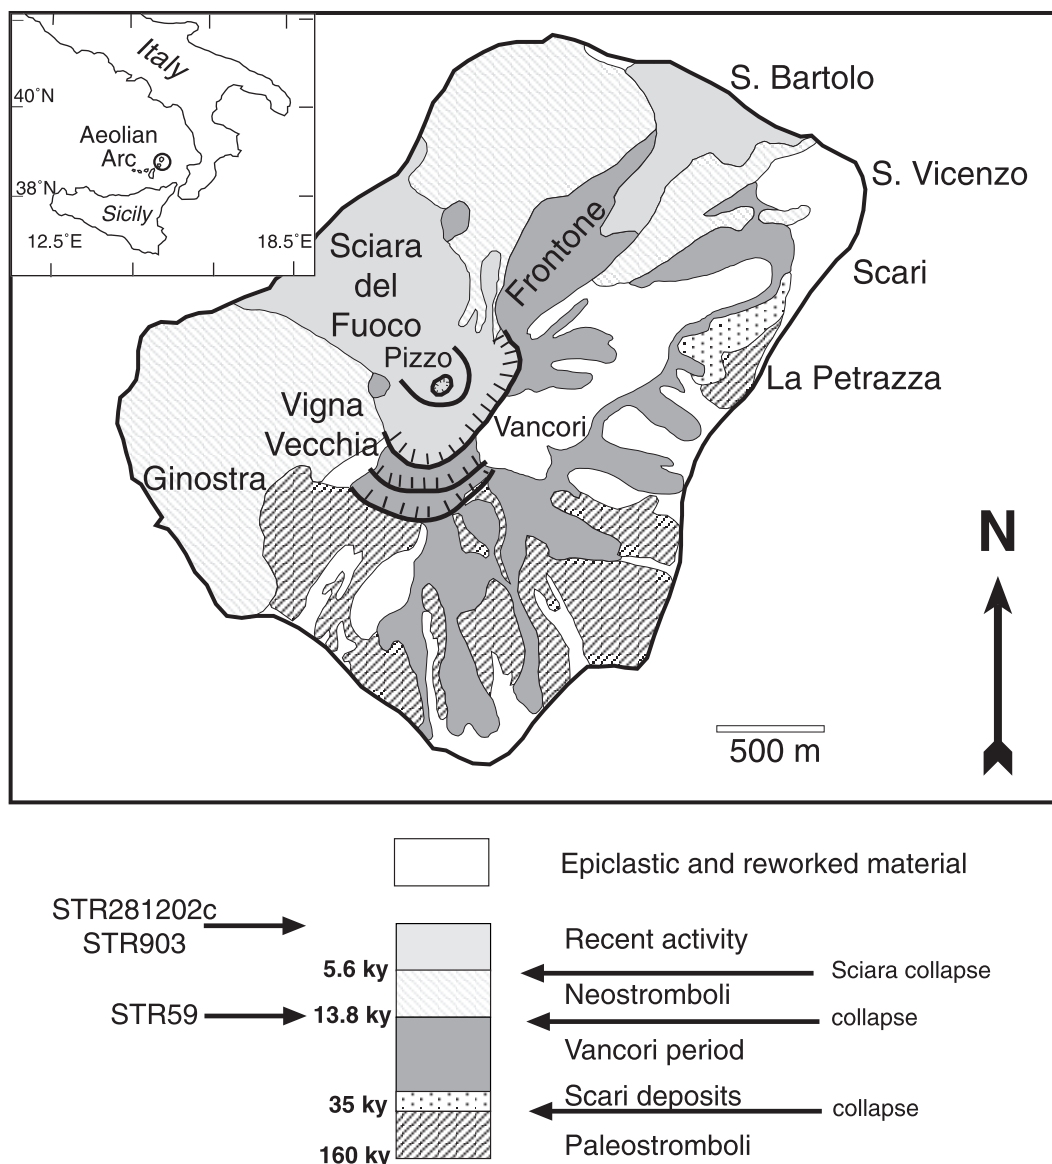 Italy
40°N
Aeolian
Arc
38°N
Sicily
12.5°E
18.5°E
S. Bartolo
S. Vicenzo
Scari
La Petrazza
Frontone
Sciara
del
Fuoco
Pizzo
Vigna
Vecchia
Vancori
Ginostra
N
500 m
Epiclastic and reworked material
STR281202c
STR903
Recent activity
5.6 ky
Sciara collapse
Neostromboli
STR59
13.8 ky
collapse
Vancori period
Scari deposits
35 ky
collapse
Paleostromboli
160 ky